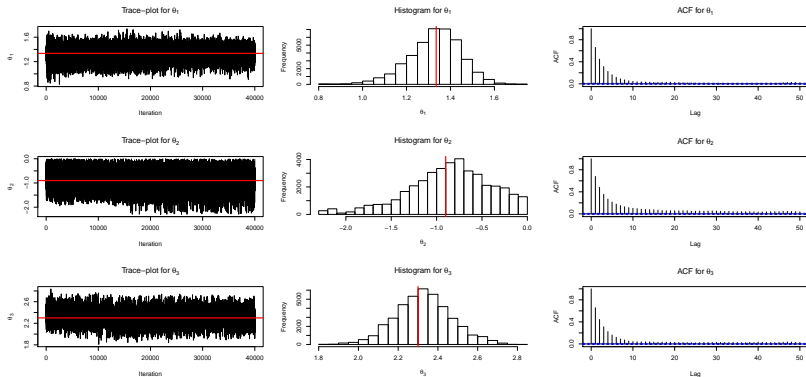 Trace−plot for θ1
θ1
0.8 1.2 1.6
0 10000 20000 30000 40000
Iteration
Histogram for θ1
Frequency
0 2000 5000
0.8 1.0 1.2 1.4 1.6
θ1
ACF for θ1
ACF
0.0 0.4 0.8
0 10 20 30 40 50
Lag
Trace−plot for θ2
θ2
−2.0 −1.0 0.0
0 10000 20000 30000 40000
Iteration
Histogram for θ2
Frequency
0 2000 4000
−2.0 −1.5 −1.0 −0.5 0.0
θ2
ACF for θ2
ACF
0.0 0.4 0.8
0 10 20 30 40 50
Lag
Trace−plot for θ3
θ3
1.8 2.2 2.6
0 10000 20000 30000 40000
Iteration
Histogram for θ3
Frequency
0 2000 5000
1.8 2.0 2.2 2.4 2.6 2.8
θ3
ACF for θ3
ACF
0.0 0.4 0.8
0 10 20 30 40 50
Lag